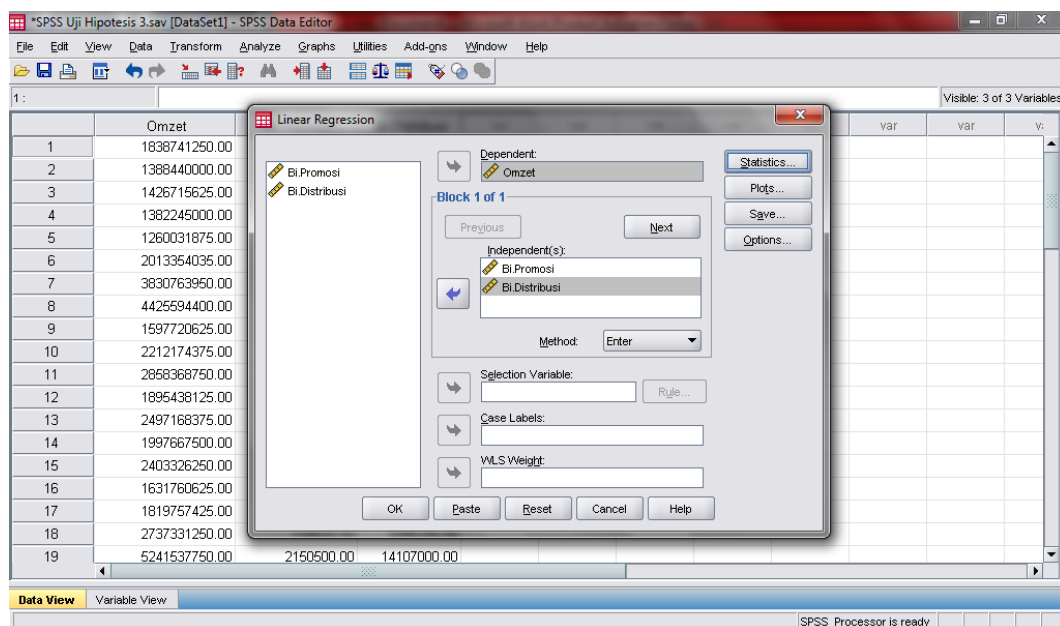 *SPSS Uji Hipotesis 3.sav [DataSet1] - SPSS Data Editor
File Edit View Data Transform Analyze Graphs Utilities Add-ons Window Help
1 :
Visible: 3 of 3 Variables
Omzet var var va
1 1838741250.00
2 1388440000.00
3 1426715625.00
4 1382245000.00
5 1260031875.00
6 2013354035.00
7 3830763950.00
8 4425594400.00
9 1597720625.00
10 2212174375.00
11 2858368750.00
12 1895438125.00
13 2497168375.00
14 1997667500.00
15 2403326250.00
16 1631760625.00
17 1819757425.00
18 2737331250.00
19 5241537750.00 2150500.00 14107000.00
Linear Regression
Bi.Promosi
Bi.Distribusi
Dependent:
Omzet
Block 1 of 1
Previous Next
Independent(s):
Bi.Promosi
Bi.Distribusi
Method: Enter
Selection Variable:
Rule...
Case Labels:
WLS Weight:
Statistics...
Plots...
Save...
Options...
OK Paste Reset Cancel Help
Data View Variable View
SPSS Processor is ready